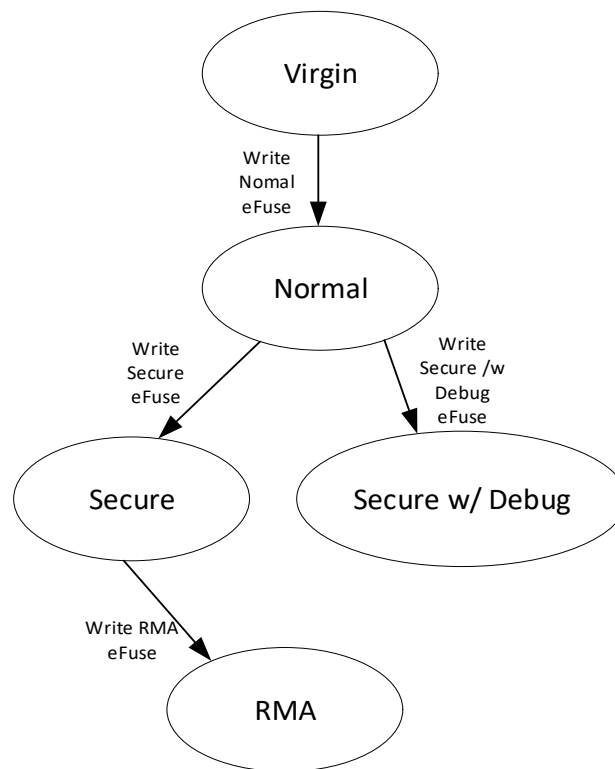 Virgin
Write
Nomal
eFuse
Normal
Write
Secure
eFuse
Write
Secure /w
Debug
eFuse
Secure
Secure w/ Debug
Write RMA
eFuse
RMA